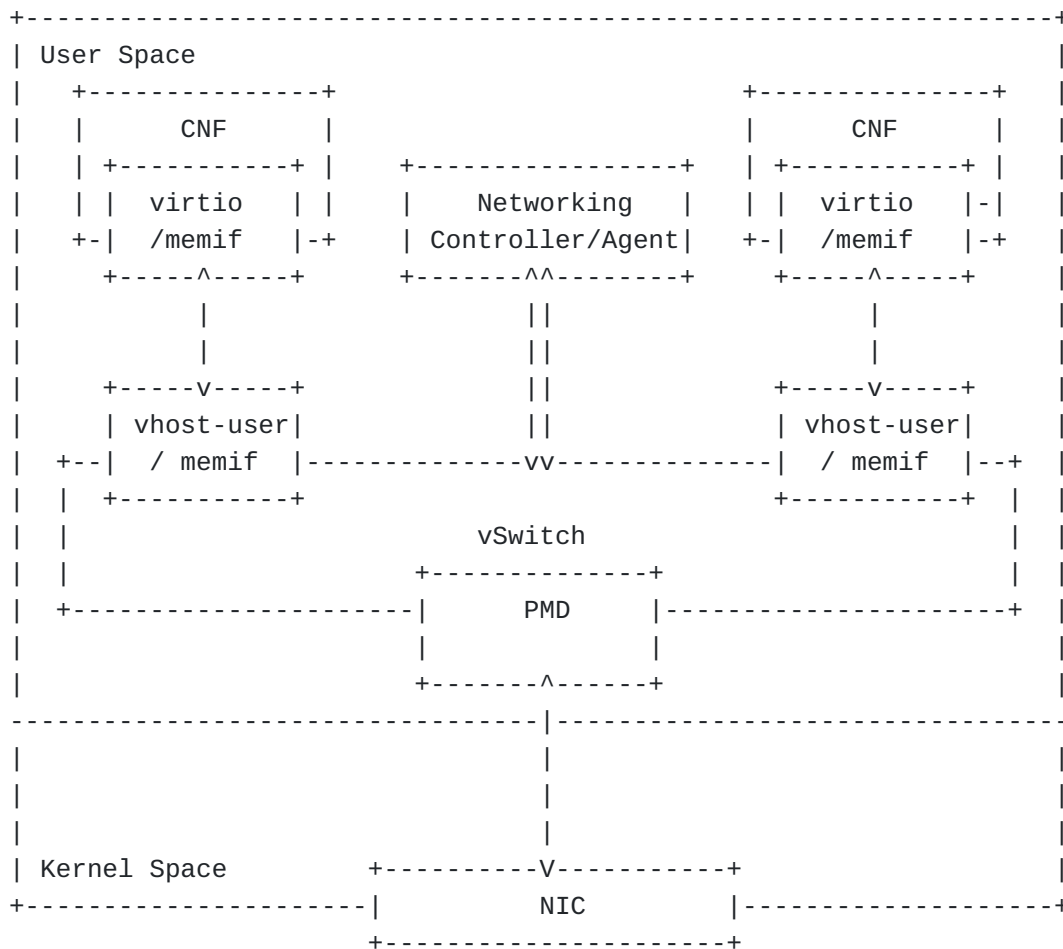 User Space
CNF CNF
virtio Networking virtio
/memif Controller/Agent /memif
vhost-user vhost-user
/ memif / memif
vSwitch
PMD
Kernel Space
NIC